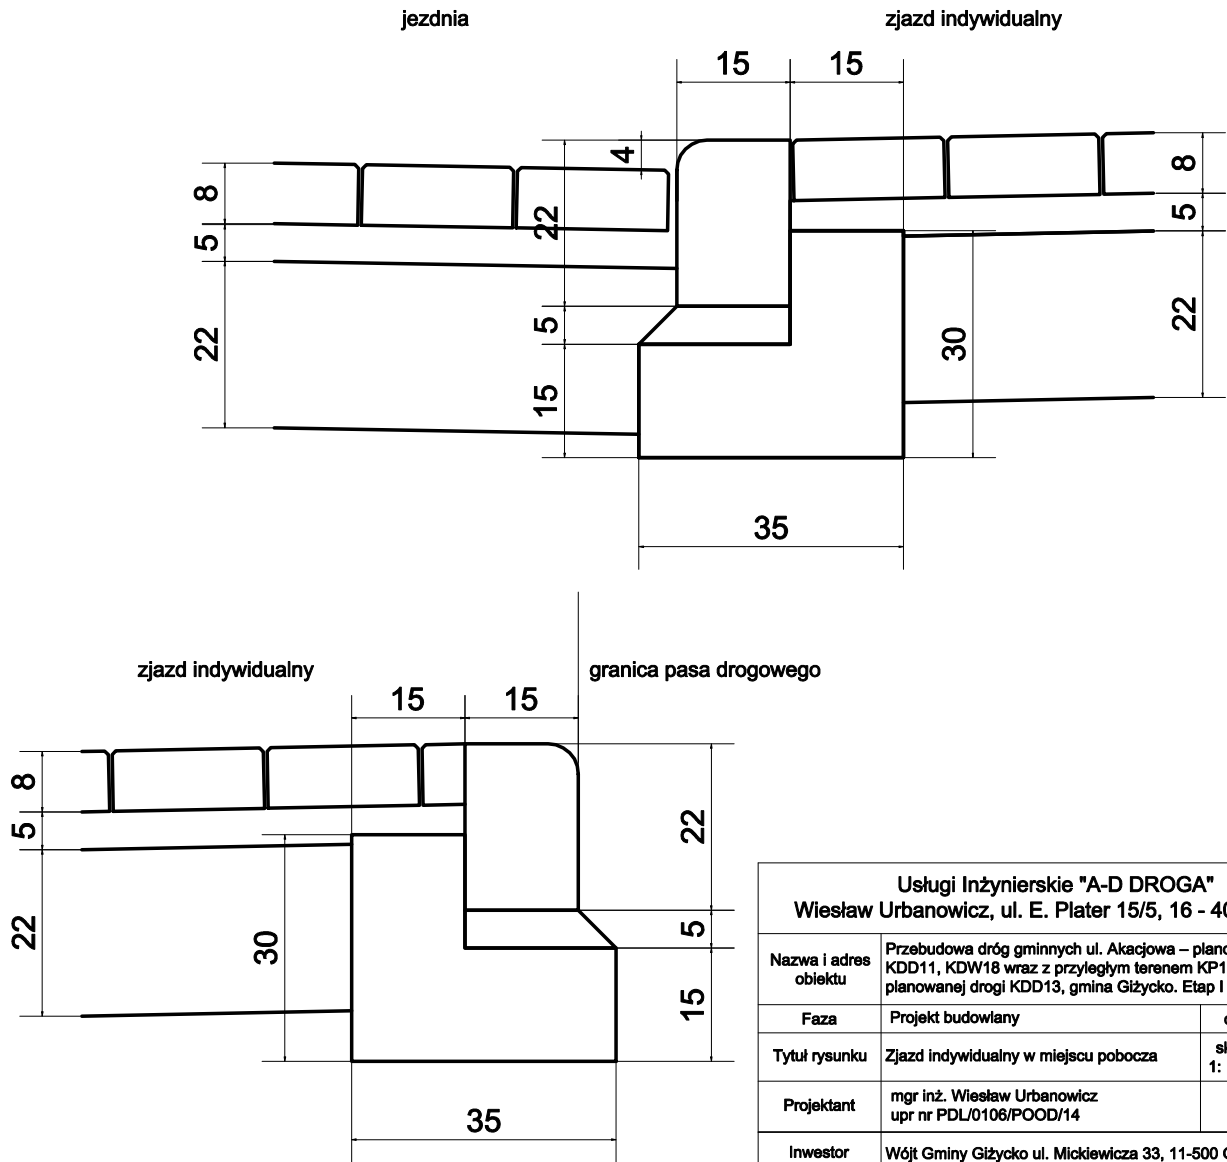 jezdnia
zjazd indywidualny
15 15
4
8
5
22
22
5
15
8
5
22
30
35
zjazd indywidualny
granica pasa drogowego
15 15
8
5
22
30
22
5
15
35
Usługi Inżynierskie "A-D DROGA"
Wiesław Urbanowicz, ul. E. Plater 15/5, 16 - 40
Nazwa i adres obiektu
Przebudowa dróg gminnych ul. Akacjowa – plano
KDD11, KDW18 wraz z przyległym terenem KP1
planowanej drogi KDD13, gmina Giżycko. Etap I
Faza
Projekt budowlany
Tytuł rysunku
Zjazd indywidualny w miejscu pobocza
1:
Projektant
mgr inż. Wiesław Urbanowicz
upr nr PDL/0106/POOD/14
Inwestor
Wójt Gminy Giżycko ul. Mickiewicza 33, 11-500